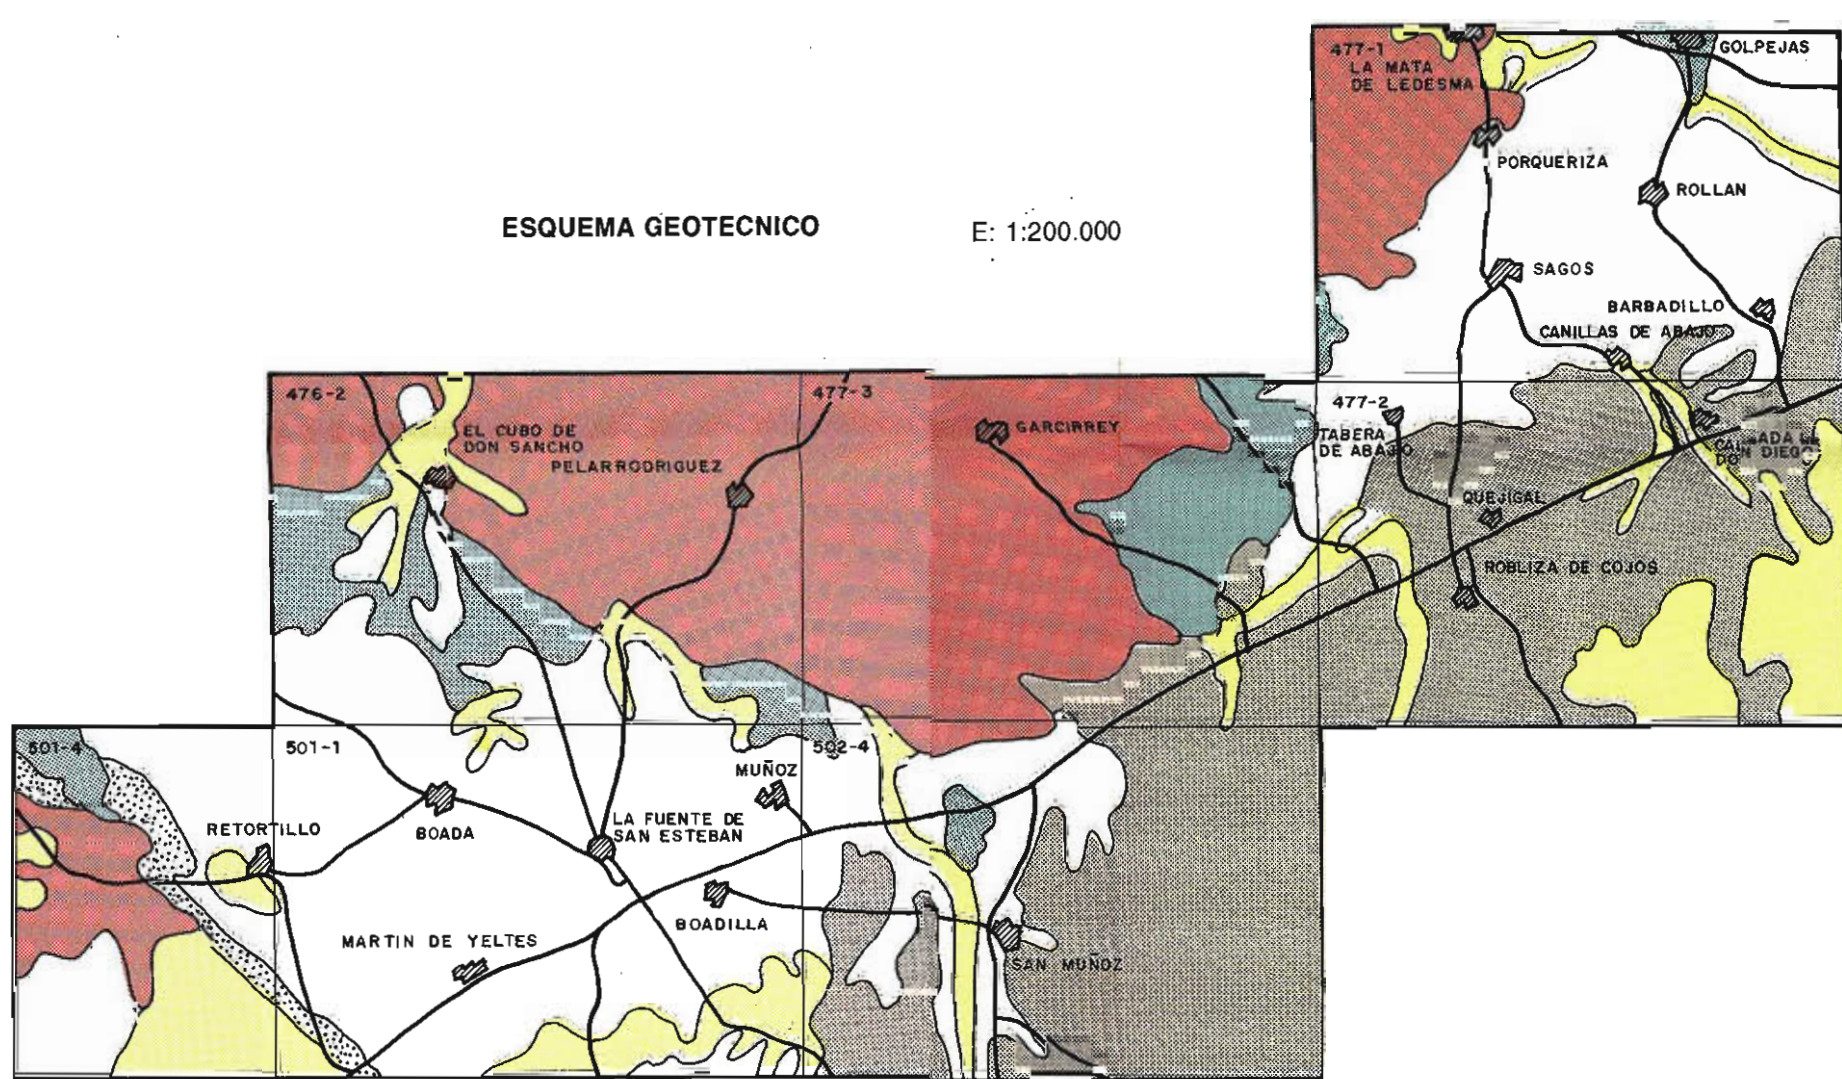 477-1
GOLPEJAS
LA MATA
DE LEDESMA
PORQUERIZA
ROLLAN
ESQUEMA GEOTECNICO
E: 1:200.000
SAGOS
BARBADILLO
CANILLAS DE ABAJO
476-2
477-3
477-2
EL CUBO DE
DON SANCHO
GARCIRREY
TABERA
DE ABAJO
PELARRODRIGUEZ
DIEGO
QUEJIGAL
ROBLIZA DE COJOS
501-4
501-1
502-4
MUÑOZ
RETORTILLO
BOADA
LA FUENTE DE
SAN ESTEBAN
BOADILLA
MARTIN DE YELTES
SAN MUÑOZ